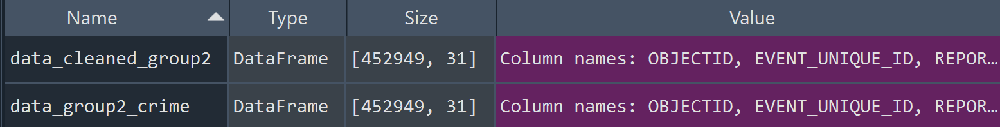 Name Type Size Value
data_cleaned_group2 DataFrame [452949, 31] Column names: OBJECTID, EVENT_UNIQUE_ID, REPOR…
data_group2_crime DataFrame [452949, 31] Column names: OBJECTID, EVENT_UNIQUE_ID, REPOR…